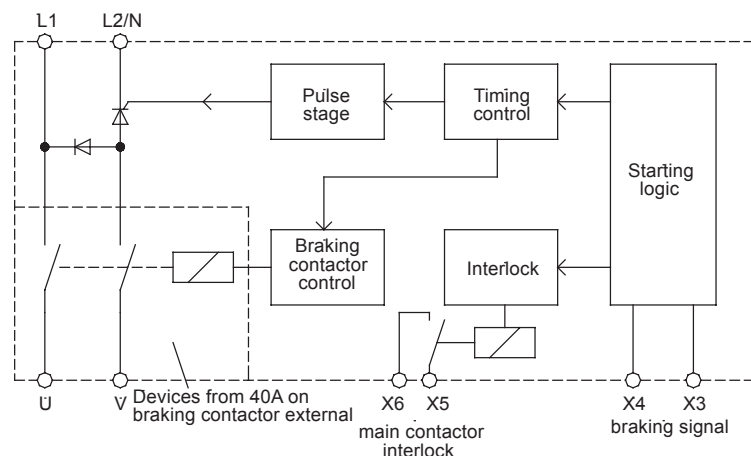 L1
L2/N
Pulse
stage
Timing
control
Starting
logic
Braking
contactor
control
Interlock
U
V
Devices from 40A on
braking contactor external
X6
X5
main contactor
interlock
X4
X3
braking signal